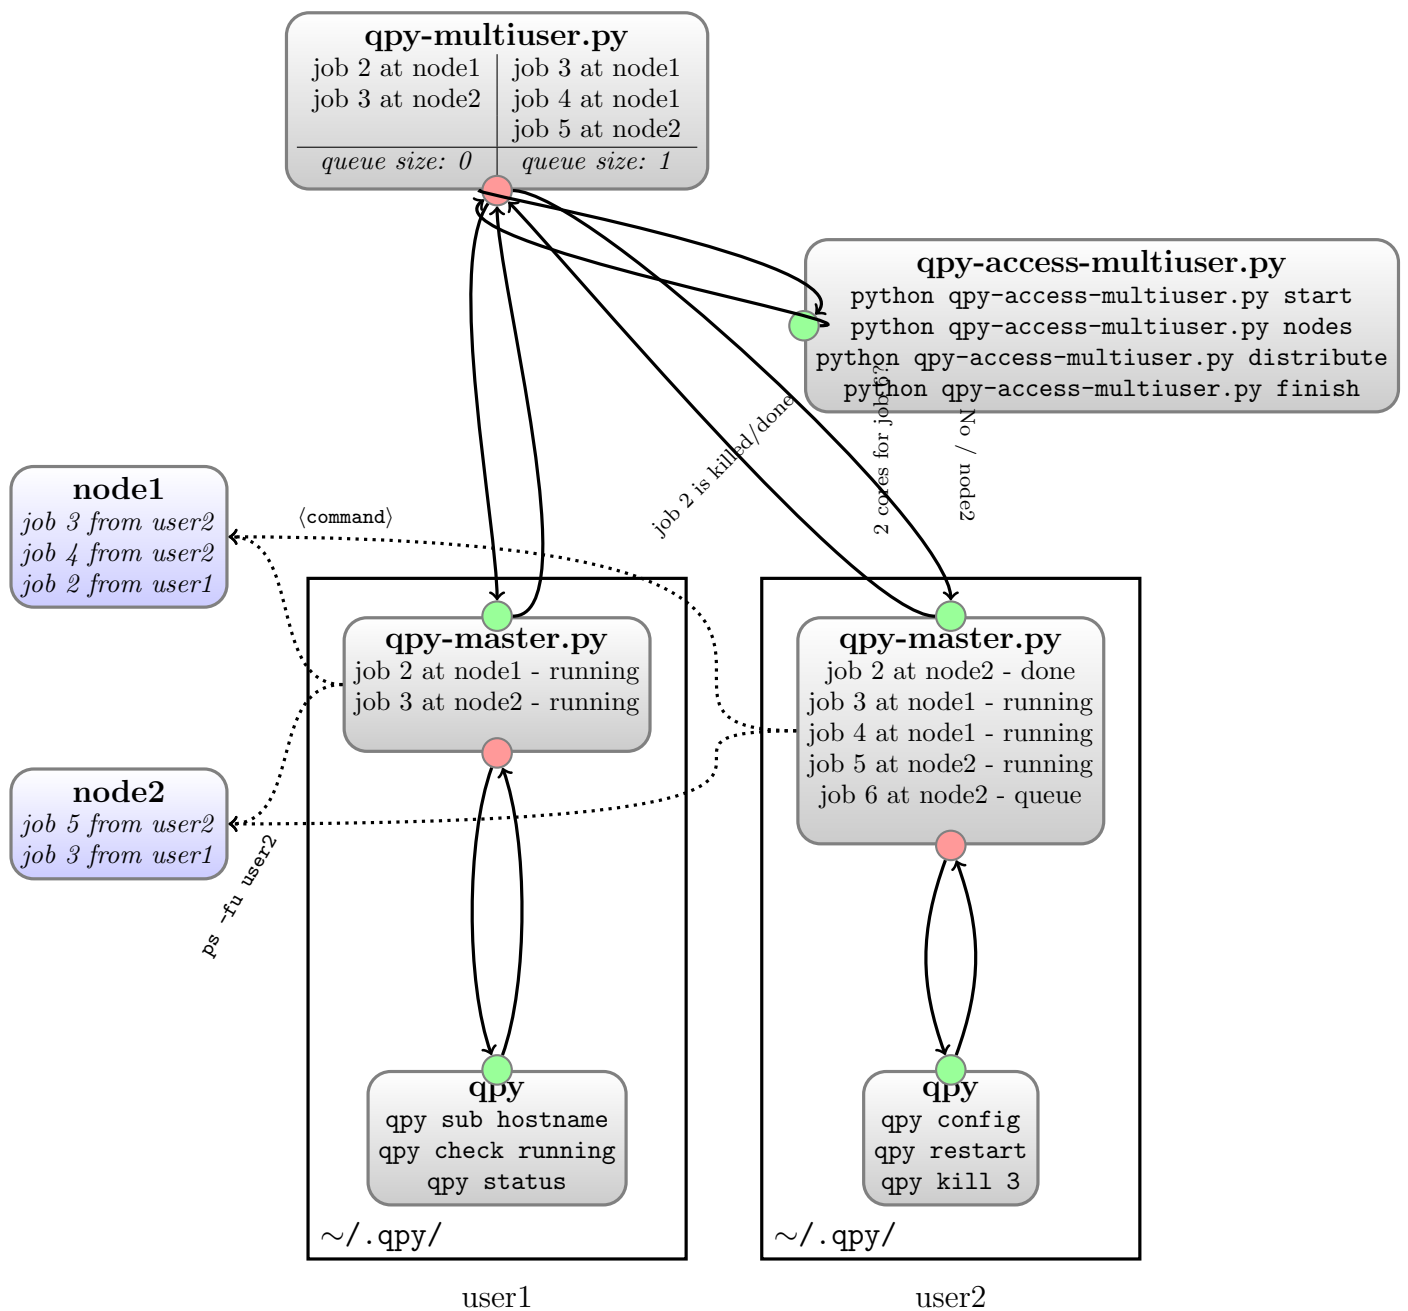 qpy-multiuser.py
job 2 at node1 job 3 at node1
job 3 at node2 job 4 at node1
job 5 at node2
queue size: 0 queue size: 1
qpy-access-multiuser.py
python qpy-access-multiuser.py start
python qpy-access-multiuser.py nodes
python qpy-access-multiuser.py distribute
python qpy-access-multiuser.py finish
job 2 is killed/done
2 cores for job 6?
No / node2
node1
job 3 from user2
job 4 from user2
job 2 from user1
⟨command⟩
node2
job 5 from user2
job 3 from user1
ps -fu user2
qpy-master.py
job 2 at node1 - running
job 3 at node2 - running
qpy
qpy sub hostname
qpy check running
qpy status
~/.qpy/
user1
qpy-master.py
job 2 at node2 - done
job 3 at node1 - running
job 4 at node1 - running
job 5 at node2 - running
job 6 at node2 - queue
qpy
qpy config
qpy restart
qpy kill 3
~/.qpy/
user2